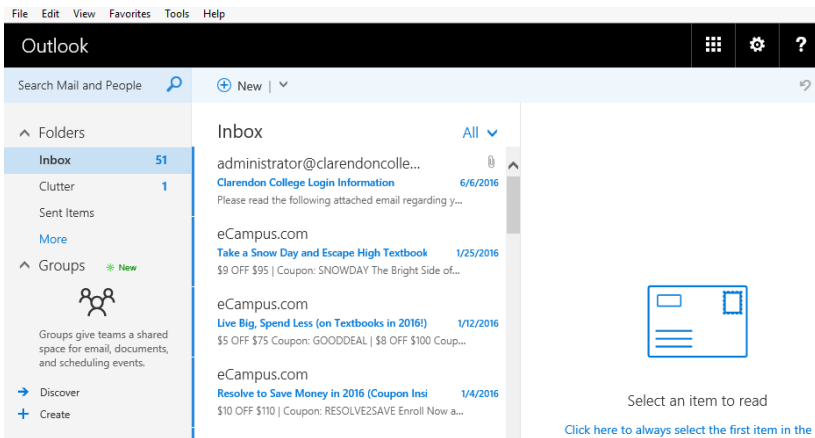 File Edit View Favorites Tools Help
Outlook
?
Search Mail and People
New
Folders
Inbox 51
Clutter 1
Sent Items
More
Groups New
Groups give teams a shared
space for email, documents,
and scheduling events.
Discover
Create
Inbox All
administrator@clarendoncolle...
Clarendon College Login Information 6/6/2016
Please read the following attached email regarding y...
eCampus.com
Take a Snow Day and Escape High Textbook 1/25/2016
$9 OFF $95 | Coupon: SNOWDAY The Bright Side of...
eCampus.com
Live Big, Spend Less (on Textbooks in 2016!) 1/12/2016
$5 OFF $75 Coupon: GOODDEAL | $8 OFF $100 Coup...
eCampus.com
Resolve to Save Money in 2016 (Coupon Insi 1/4/2016
$10 OFF $110 | Coupon: RESOLVE2SAVE Enroll Now a...
Select an item to read
Click here to always select the first item in the